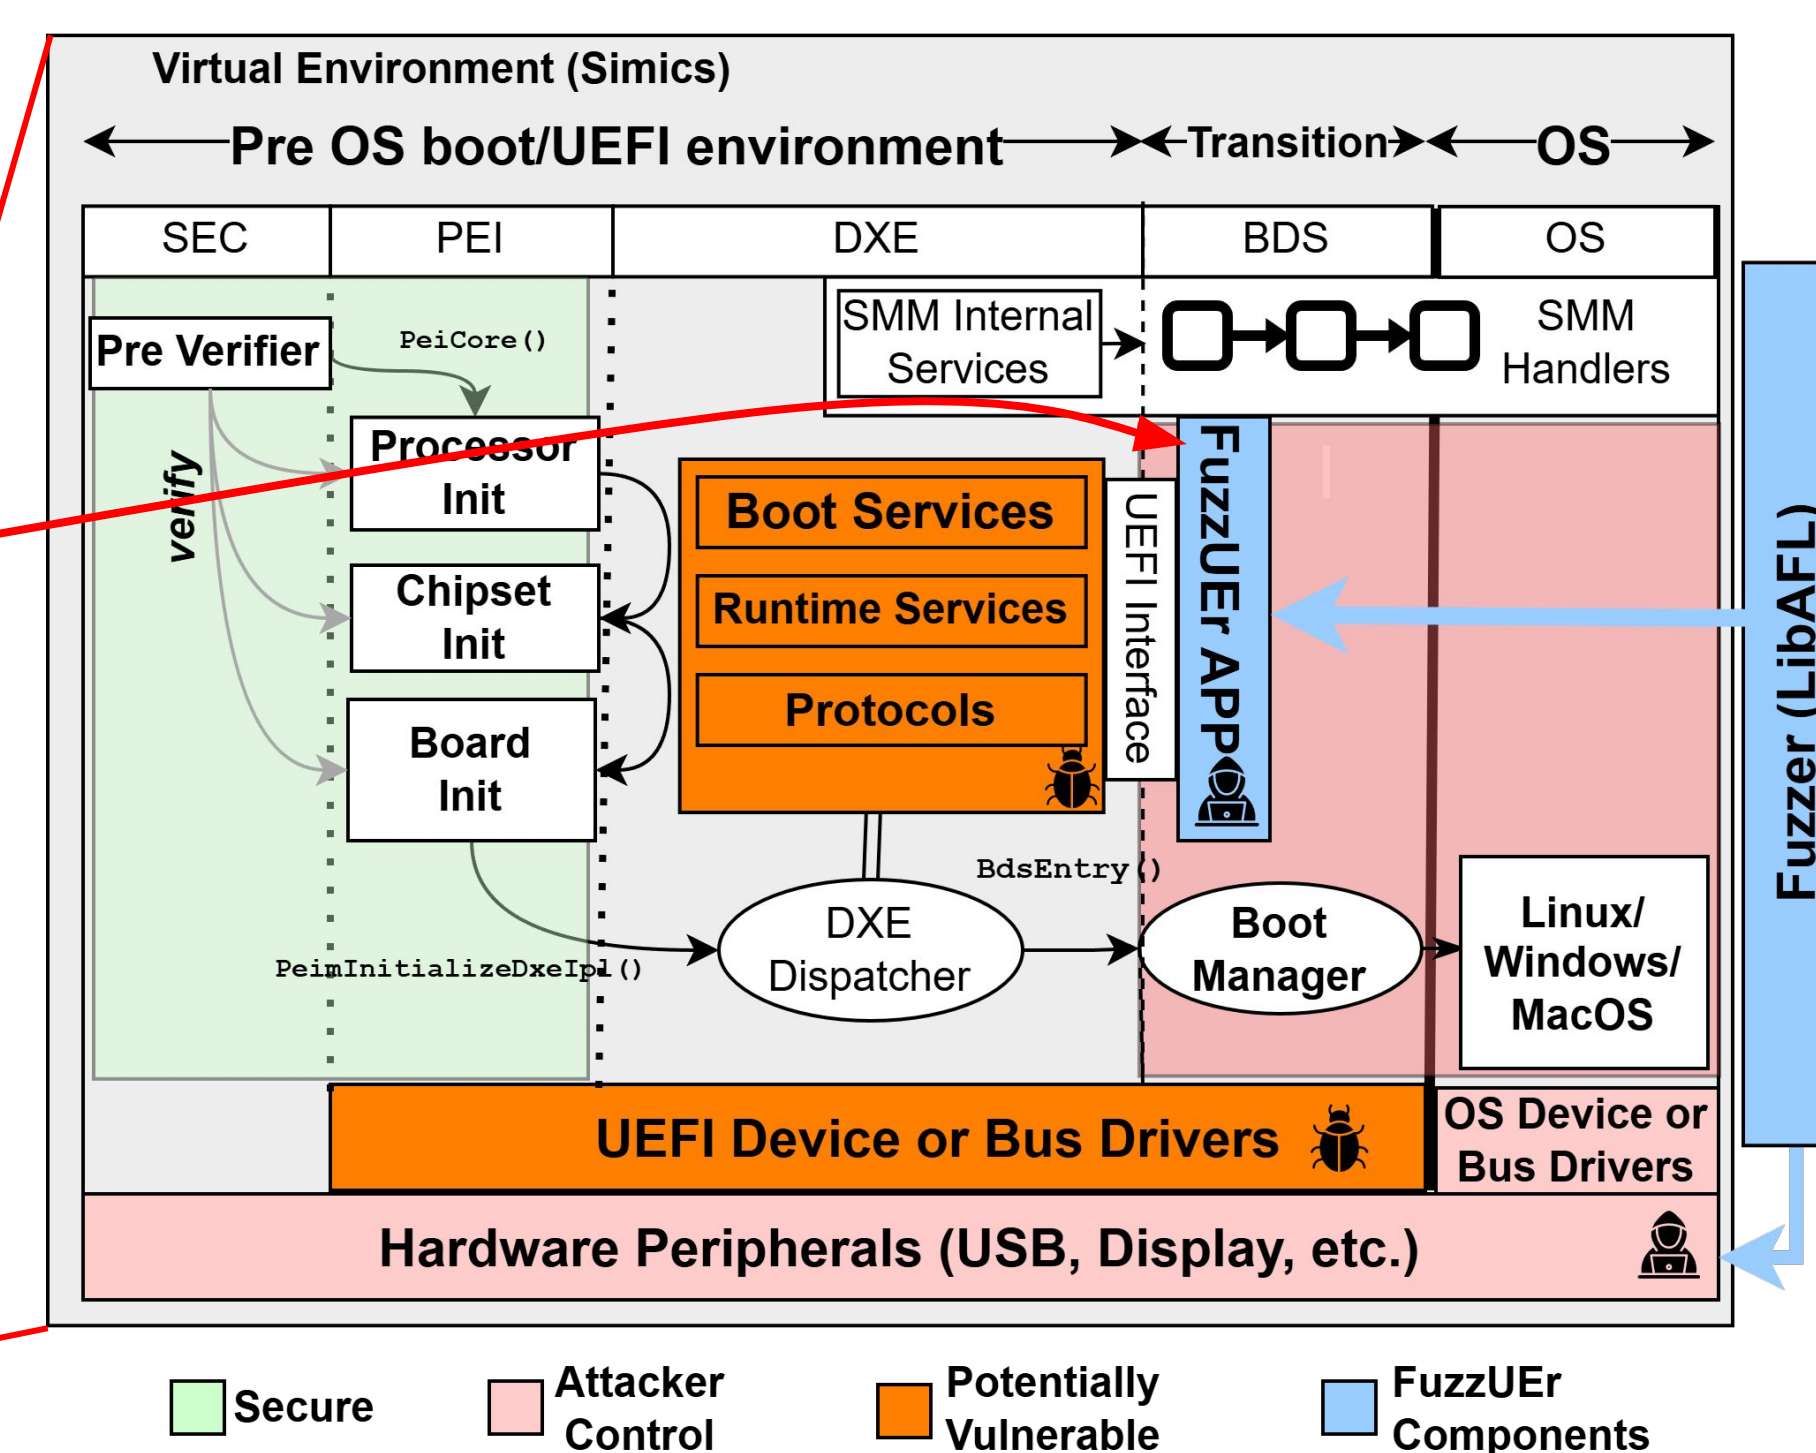 Virtual Environment (Simics)
Pre OS boot/UEFI environment
Transition
OS
SEC
PEI
DXE
BDS
OS
Pre Verifier
PeiCore()
SMM Internal
Services
SMM
Handlers
verify
Processor
Init
Chipset
Init
Board
Init
Boot Services
Runtime Services
Protocols
UEFI Interface
FuzzUEr APP
Fuzzer (LibAFL)
BdsEntry()
PeimInitializeDxeIpl()
DXE
Dispatcher
Boot
Manager
Linux/
Windows/
MacOS
UEFI Device or Bus Drivers
OS Device or
Bus Drivers
Hardware Peripherals (USB, Display, etc.)
Secure
Attacker
Control
Potentially
Vulnerable
FuzzUEr
Components